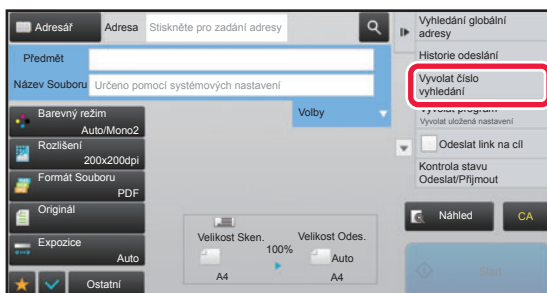 Adresář
Adresa
Stiskněte pro zadání adresy
Předmět
Název Souboru
Určeno pomocí systémových nastavení
Barevný režim
Auto/Mono2
Rozlišení
200x200dpi
Formát Souboru
PDF
Originál
Expozice
Auto
Ostatní
Volby
Velikost Sken.
100%
Velikost Odes.
A4
Auto
A4
Vyhledání globální
adresy
Historie odeslání
Vyvolat číslo
vyhledání
Vyvolat program
Vyvolat uložená nastavení
Odeslat link na cíl
Kontrola stavu
Odeslat/Přijmout
Náhled
CA
Start